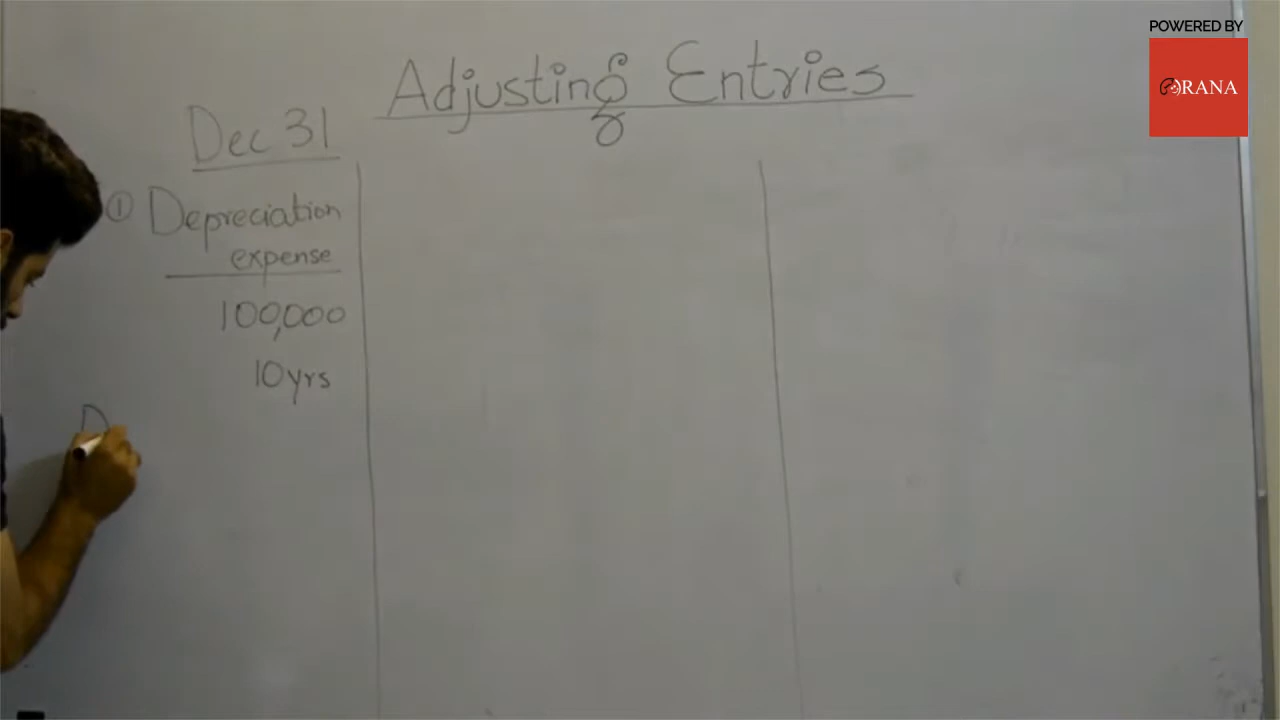 POWERED BY
RANA
Adjusting Entries
Dec 31
① Depreciation
expense
100,000
10yrs
D